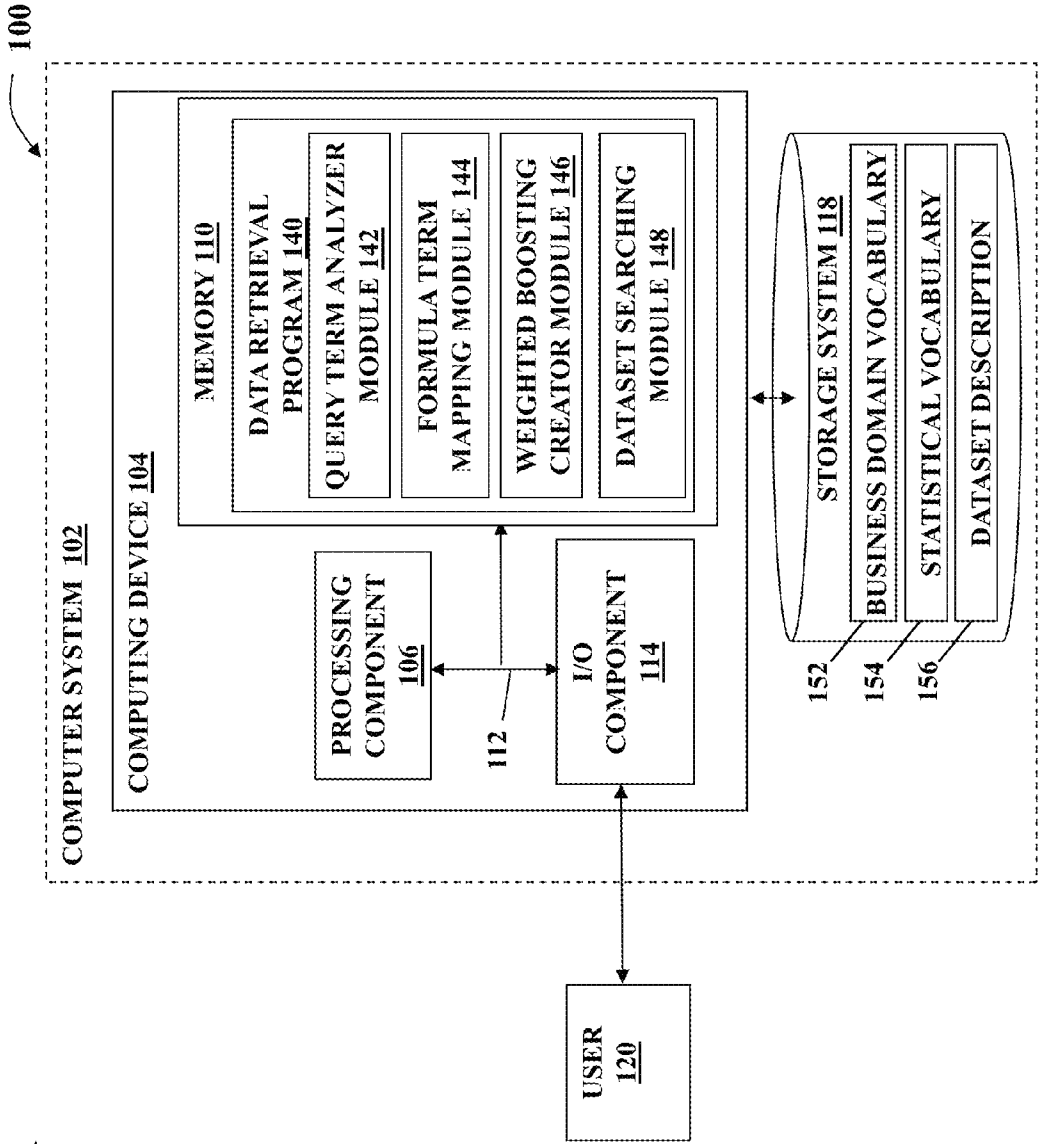 100
COMPUTER SYSTEM 102
COMPUTING DEVICE 104
MEMORY 110
DATA RETRIEVAL
PROGRAM 140
QUERY TERM ANALYZER
MODULE 142
FORMULA TERM
MAPPING MODULE 144
WEIGHTED BOOSTING
CREATOR MODULE 146
DATASET SEARCHING
MODULE 148
PROCESSING
COMPONENT
106
112
I/O
COMPONENT
114
USER
120
STORAGE SYSTEM 118
152
BUSINESS DOMAIN VOCABULARY
154
STATISTICAL VOCABULARY
156
DATASET DESCRIPTION